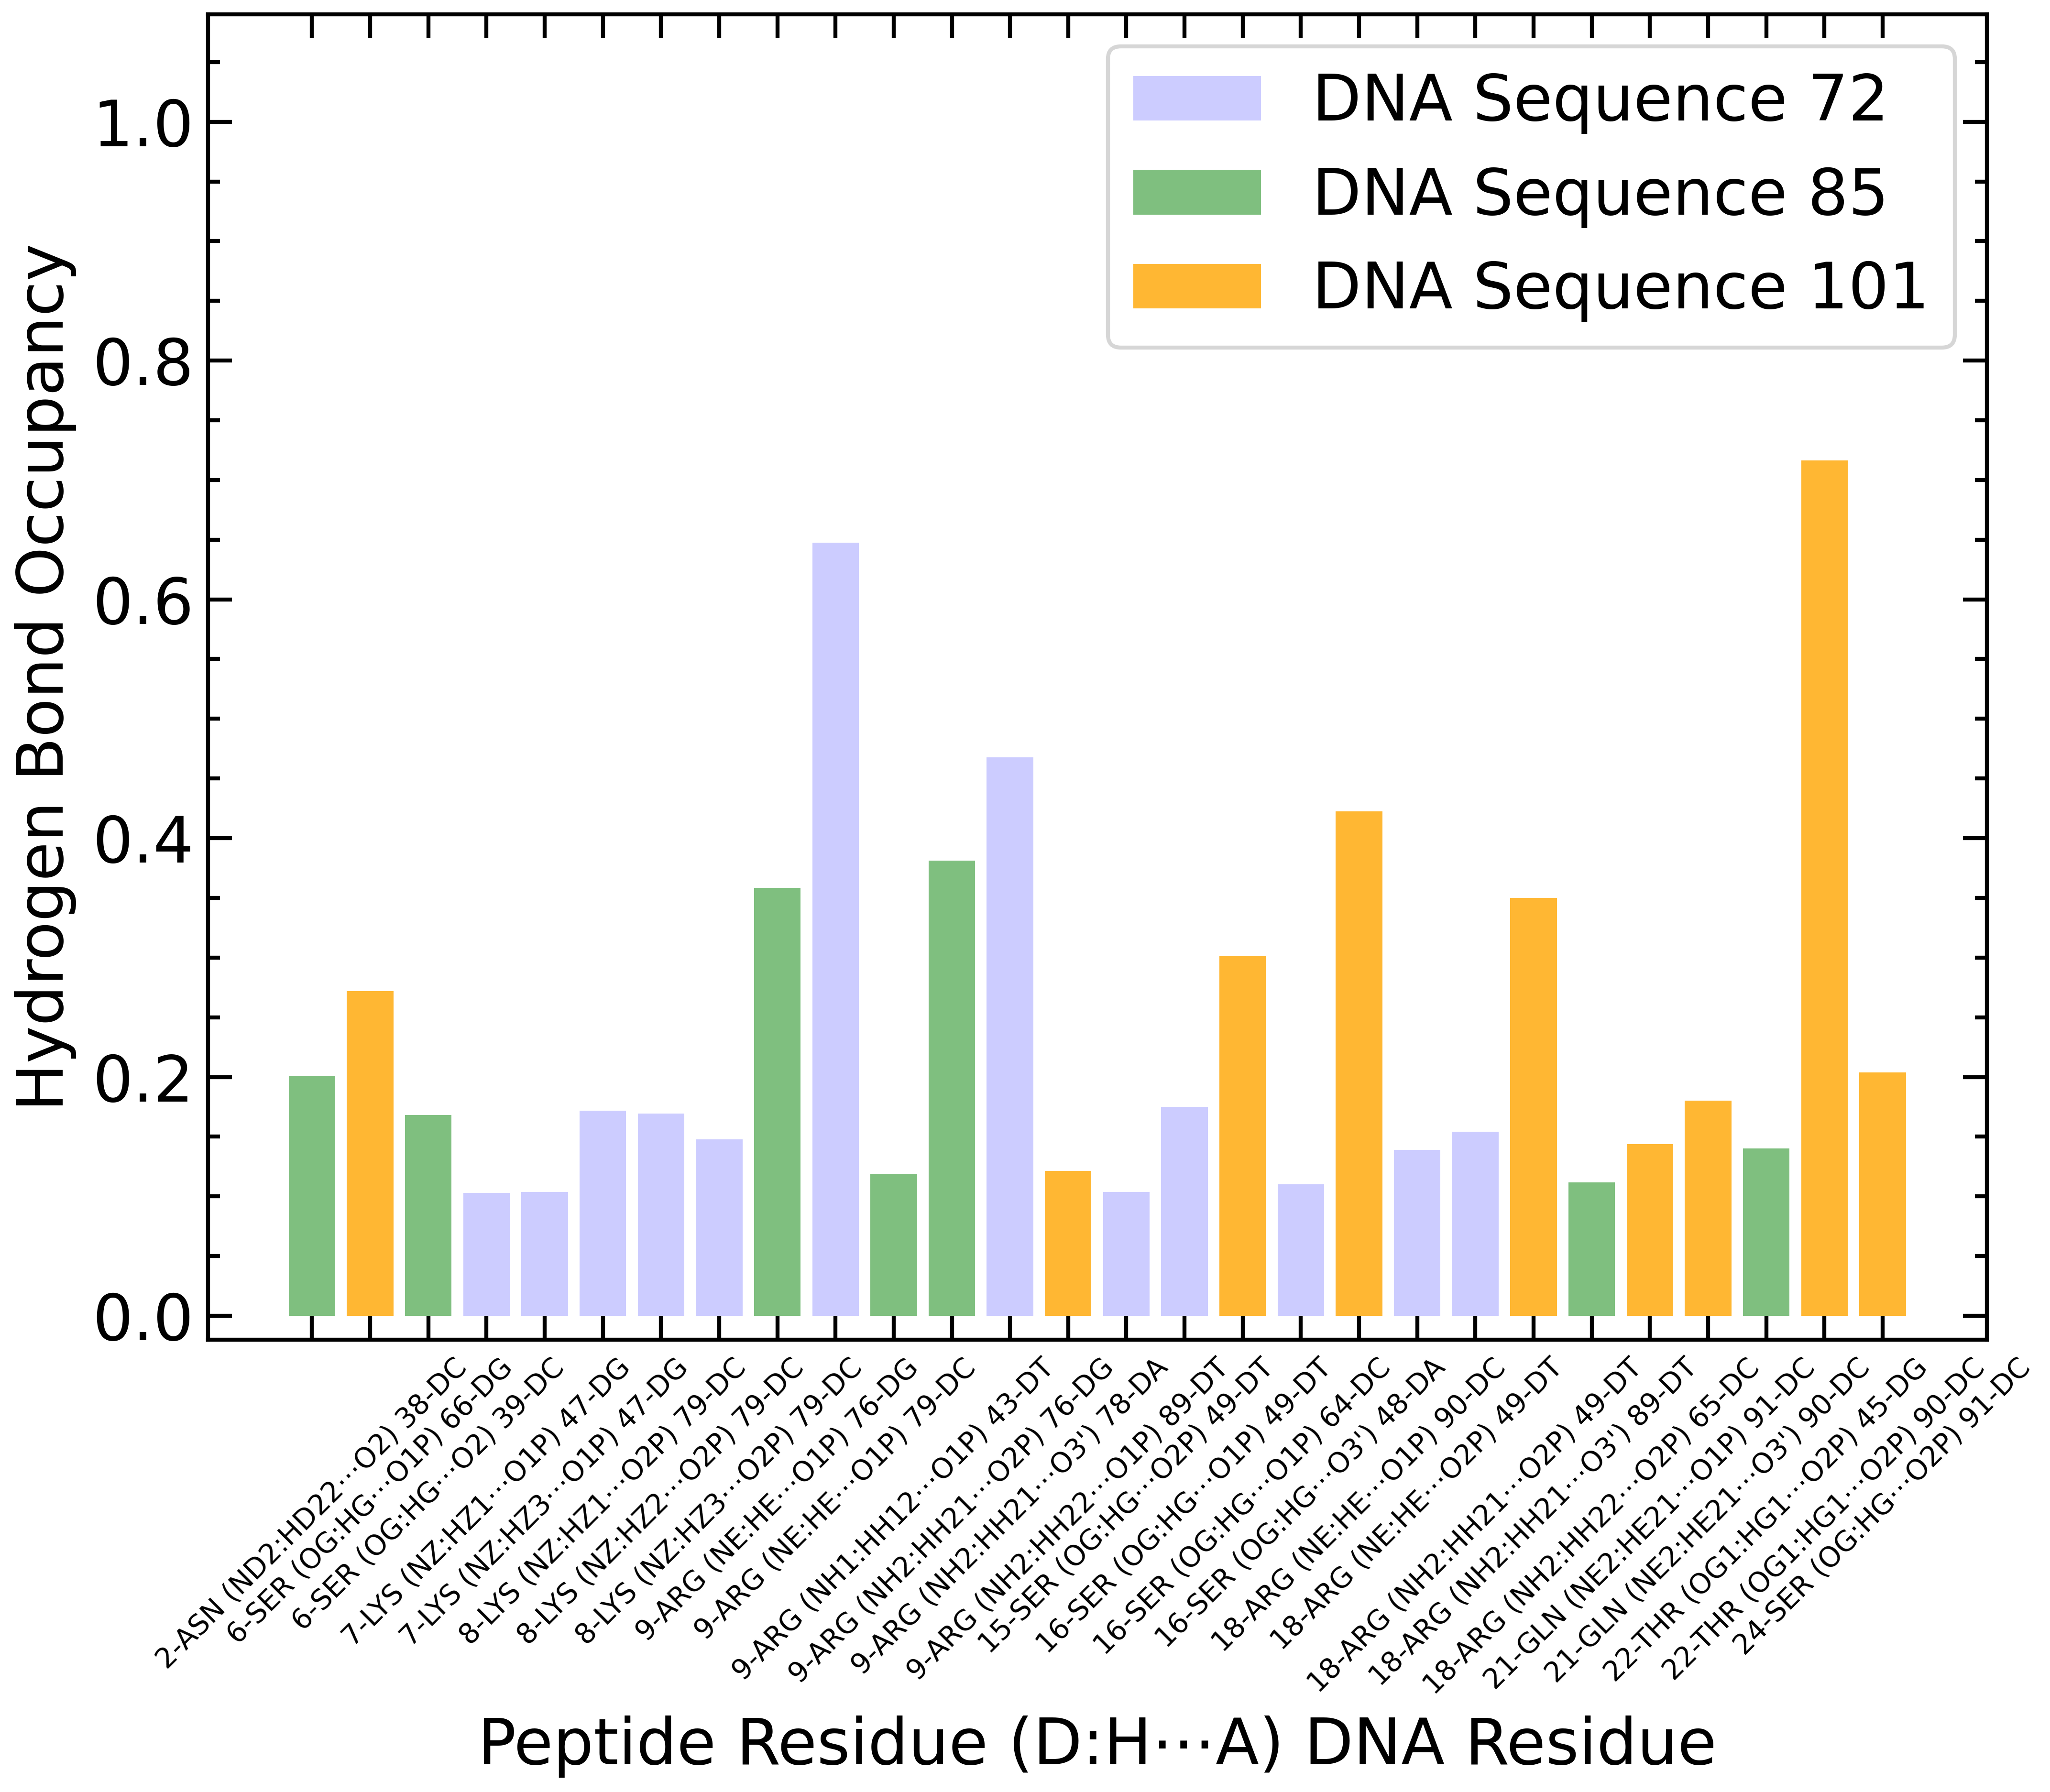 DNA Sequence 72
DNA Sequence 85
DNA Sequence 101
Hydrogen Bond Occupancy
1.0
0.8
0.6
0.4
0.2
0.0
2-ASN (ND2:HD22···O2) 38-DC
6-SER (OG:HG···O1P) 66-DG
6-SER (OG:HG···O2) 39-DC
7-LYS (NZ:HZ1···O1P) 47-DG
7-LYS (NZ:HZ3···O1P) 47-DG
8-LYS (NZ:HZ1···O2P) 79-DC
8-LYS (NZ:HZ2···O2P) 79-DC
8-LYS (NZ:HZ3···O2P) 79-DC
9-ARG (NE:HE···O1P) 76-DG
9-ARG (NE:HE···O1P) 79-DC
9-ARG (NH1:HH12···O1P) 43-DT
9-ARG (NH2:HH21···O2P) 76-DG
9-ARG (NH2:HH21···O3') 78-DA
9-ARG (NH2:HH22···O1P) 89-DT
15-SER (OG:HG···O2P) 49-DT
16-SER (OG:HG···O1P) 49-DT
16-SER (OG:HG···O1P) 64-DC
16-SER (OG:HG···O3') 48-DA
18-ARG (NE:HE···O1P) 90-DC
18-ARG (NE:HE···O2P) 49-DT
18-ARG (NH2:HH21···O2P) 49-DT
18-ARG (NH2:HH21···O3') 89-DT
18-ARG (NH2:HH22···O2P) 65-DC
21-GLN (NE2:HE21···O1P) 91-DC
21-GLN (NE2:HE21···O3') 90-DC
22-THR (OG1:HG1···O2P) 45-DG
22-THR (OG1:HG1···O2P) 90-DC
24-SER (OG:HG···O2P) 91-DC
Peptide Residue (D:H···A) DNA Residue